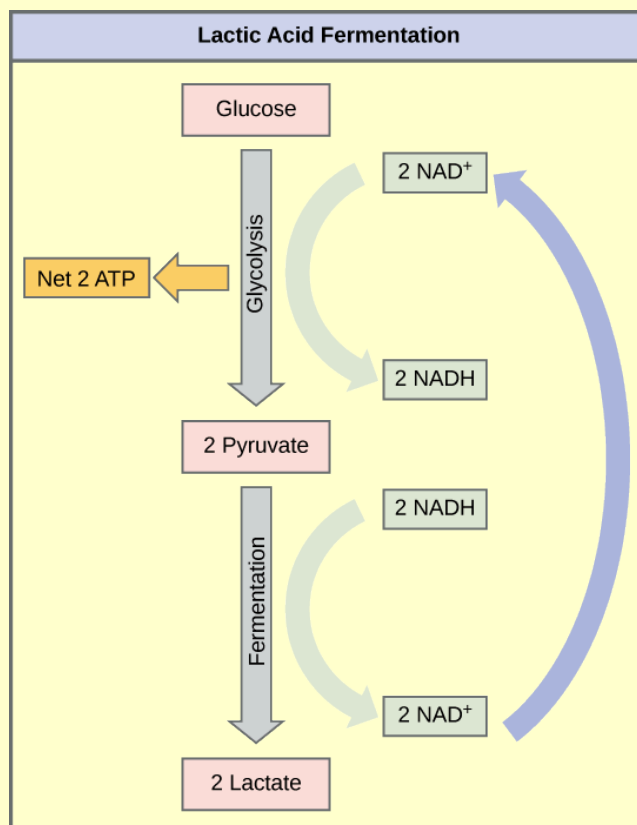 Lactic Acid Fermentation
Glucose
2 NAD⁺
Glycolysis
Net 2 ATP
2 NADH
2 Pyruvate
2 NADH
Fermentation
2 NAD⁺
2 Lactate